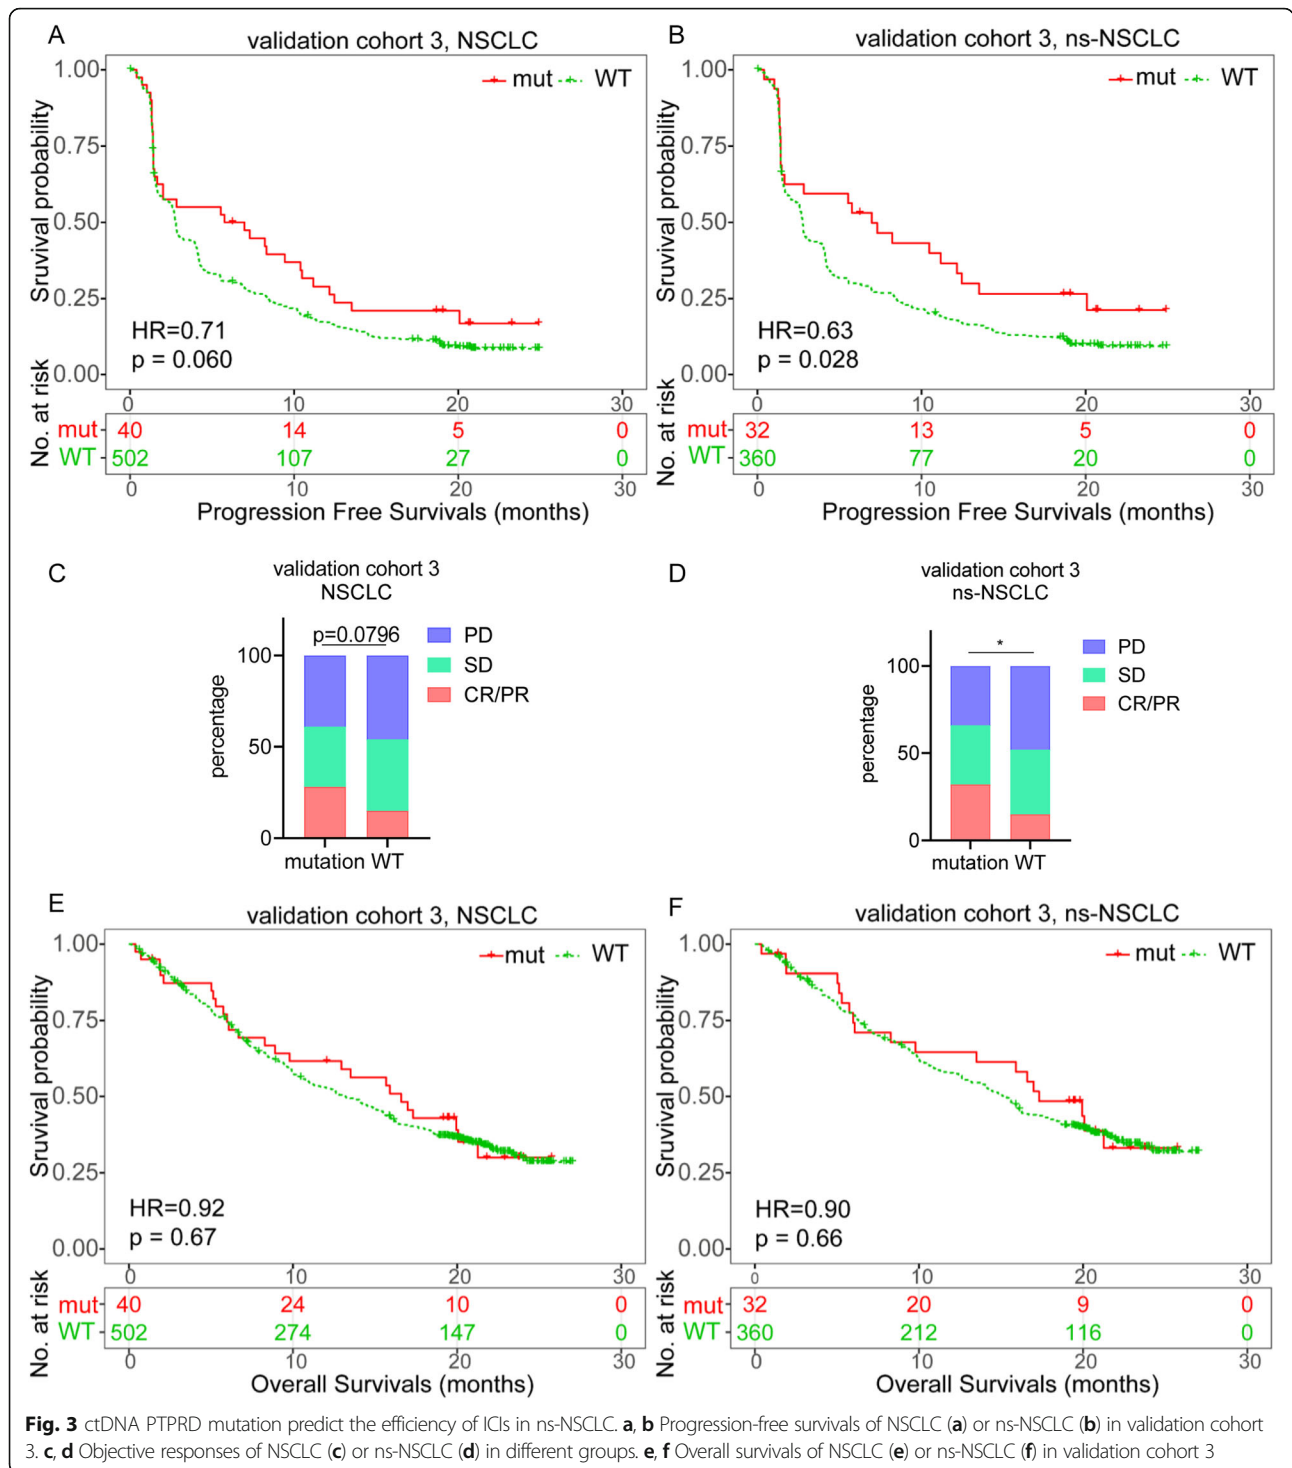 A
validation cohort 3, NSCLC
mut WT
Sruvival probability
1.00
0.75
0.50
0.25
0.00
HR=0.71
p = 0.060
0 10 20 30
No. at risk
mut 40 14 5 0
WT 502 107 27 0
0 10 20 30
Progression Free Survivals (months)
B
validation cohort 3, ns-NSCLC
mut WT
Sruvival probability
1.00
0.75
0.50
0.25
0.00
HR=0.63
p = 0.028
0 10 20 30
No. at risk
mut 32 13 5 0
WT 360 77 20 0
0 10 20 30
Progression Free Survivals (months)
C
validation cohort 3
NSCLC
p=0.0796
percentage
100
50
0
mutation WT
PD
SD
CR/PR
D
validation cohort 3
ns-NSCLC
*
percentage
100
50
0
mutation WT
PD
SD
CR/PR
E
validation cohort 3, NSCLC
mut WT
Sruvival probability
1.00
0.75
0.50
0.25
0.00
HR=0.92
p = 0.67
0 10 20 30
No. at risk
mut 40 24 10 0
WT 502 274 147 0
0 10 20 30
Overall Survivals (months)
F
validation cohort 3, ns-NSCLC
mut WT
Sruvival probability
1.00
0.75
0.50
0.25
0.00
HR=0.90
p = 0.66
0 10 20 30
No. at risk
mut 32 20 9 0
WT 360 212 116 0
0 10 20 30
Overall Survivals (months)
Fig. 3 ctDNA PTPRD mutation predict the efficiency of ICIs in ns-NSCLC. a, b Progression-free survivals of NSCLC (a) or ns-NSCLC (b) in validation cohort
3. c, d Objective responses of NSCLC (c) or ns-NSCLC (d) in different groups. e, f Overall survivals of NSCLC (e) or ns-NSCLC (f) in validation cohort 3